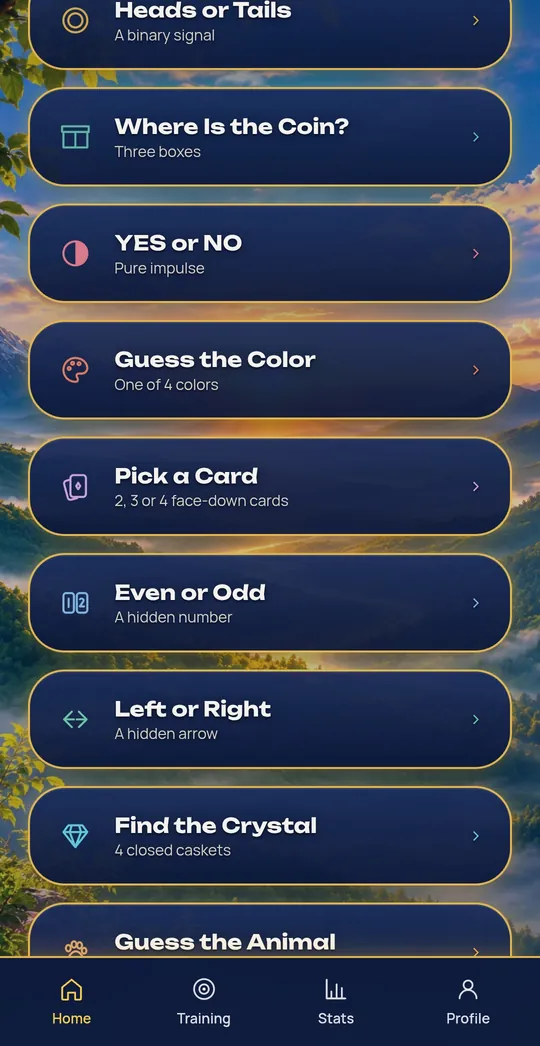 Heads or Tails
A binary signal
Where Is the Coin?
Three boxes
YES or NO
Pure impulse
Guess the Color
One of 4 colors
Pick a Card
2, 3 or 4 face-down cards
Even or Odd
A hidden number
Left or Right
A hidden arrow
Find the Crystal
4 closed caskets
Guess the Animal
Home Training Stats Profile